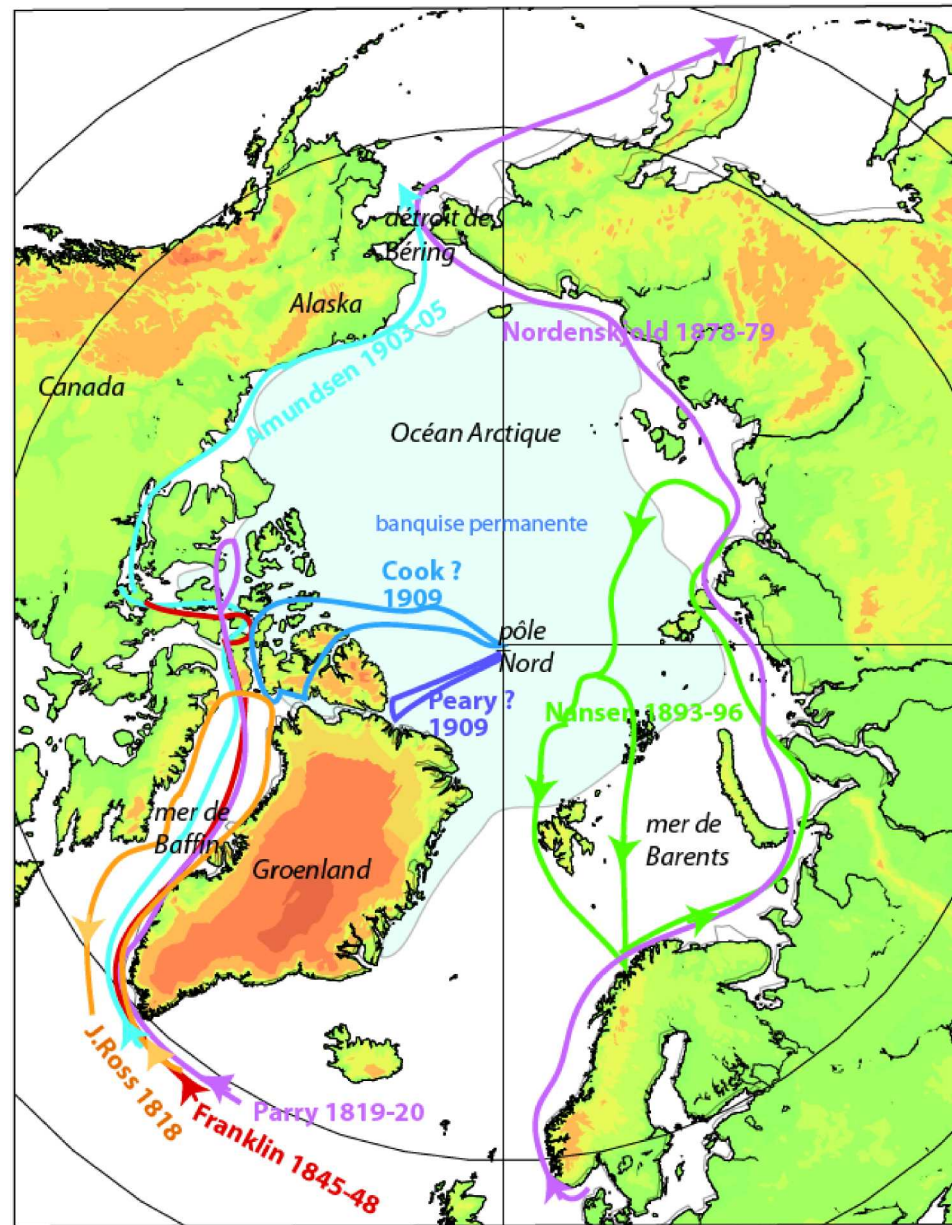 détroit de
Béring
Alaska
Nordenskjold 1878-79
Canada
Amundsen 1903-05
Océan Arctique
banquise permanente
Cook ?
1909
pôle
Nord
Peary ?
1909
Nansen 1893-96
mer de
Baffin
mer de
Barents
Groenland
J.Ross 1818
Parry 1819-20
Franklin 1845-48